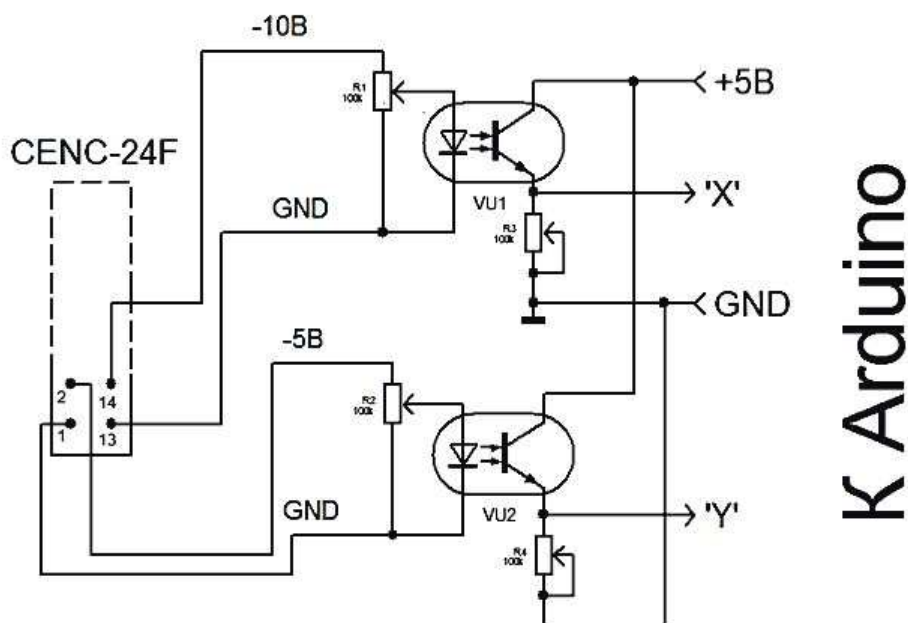 -10В
R1
100k
+5В
CENC-24F
VU1
'X'
GND
R3
100k
GND
-5В
2
14
1
13
R2
100k
GND
VU2
'Y'
R4
100k
К Arduino